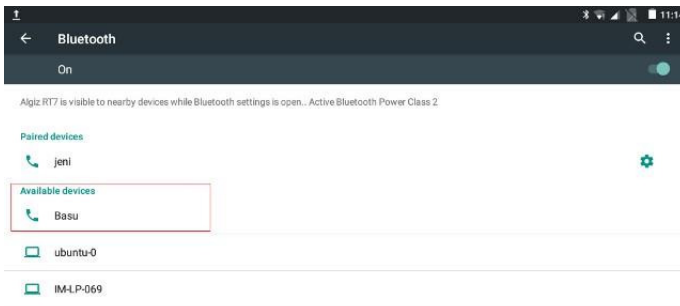 11:14
Bluetooth
On
Algiz RT7 is visible to nearby devices while Bluetooth settings is open.. Active Bluetooth Power Class 2
Paired devices
jeni
Available devices
Basu
ubuntu-0
IM-LP-069